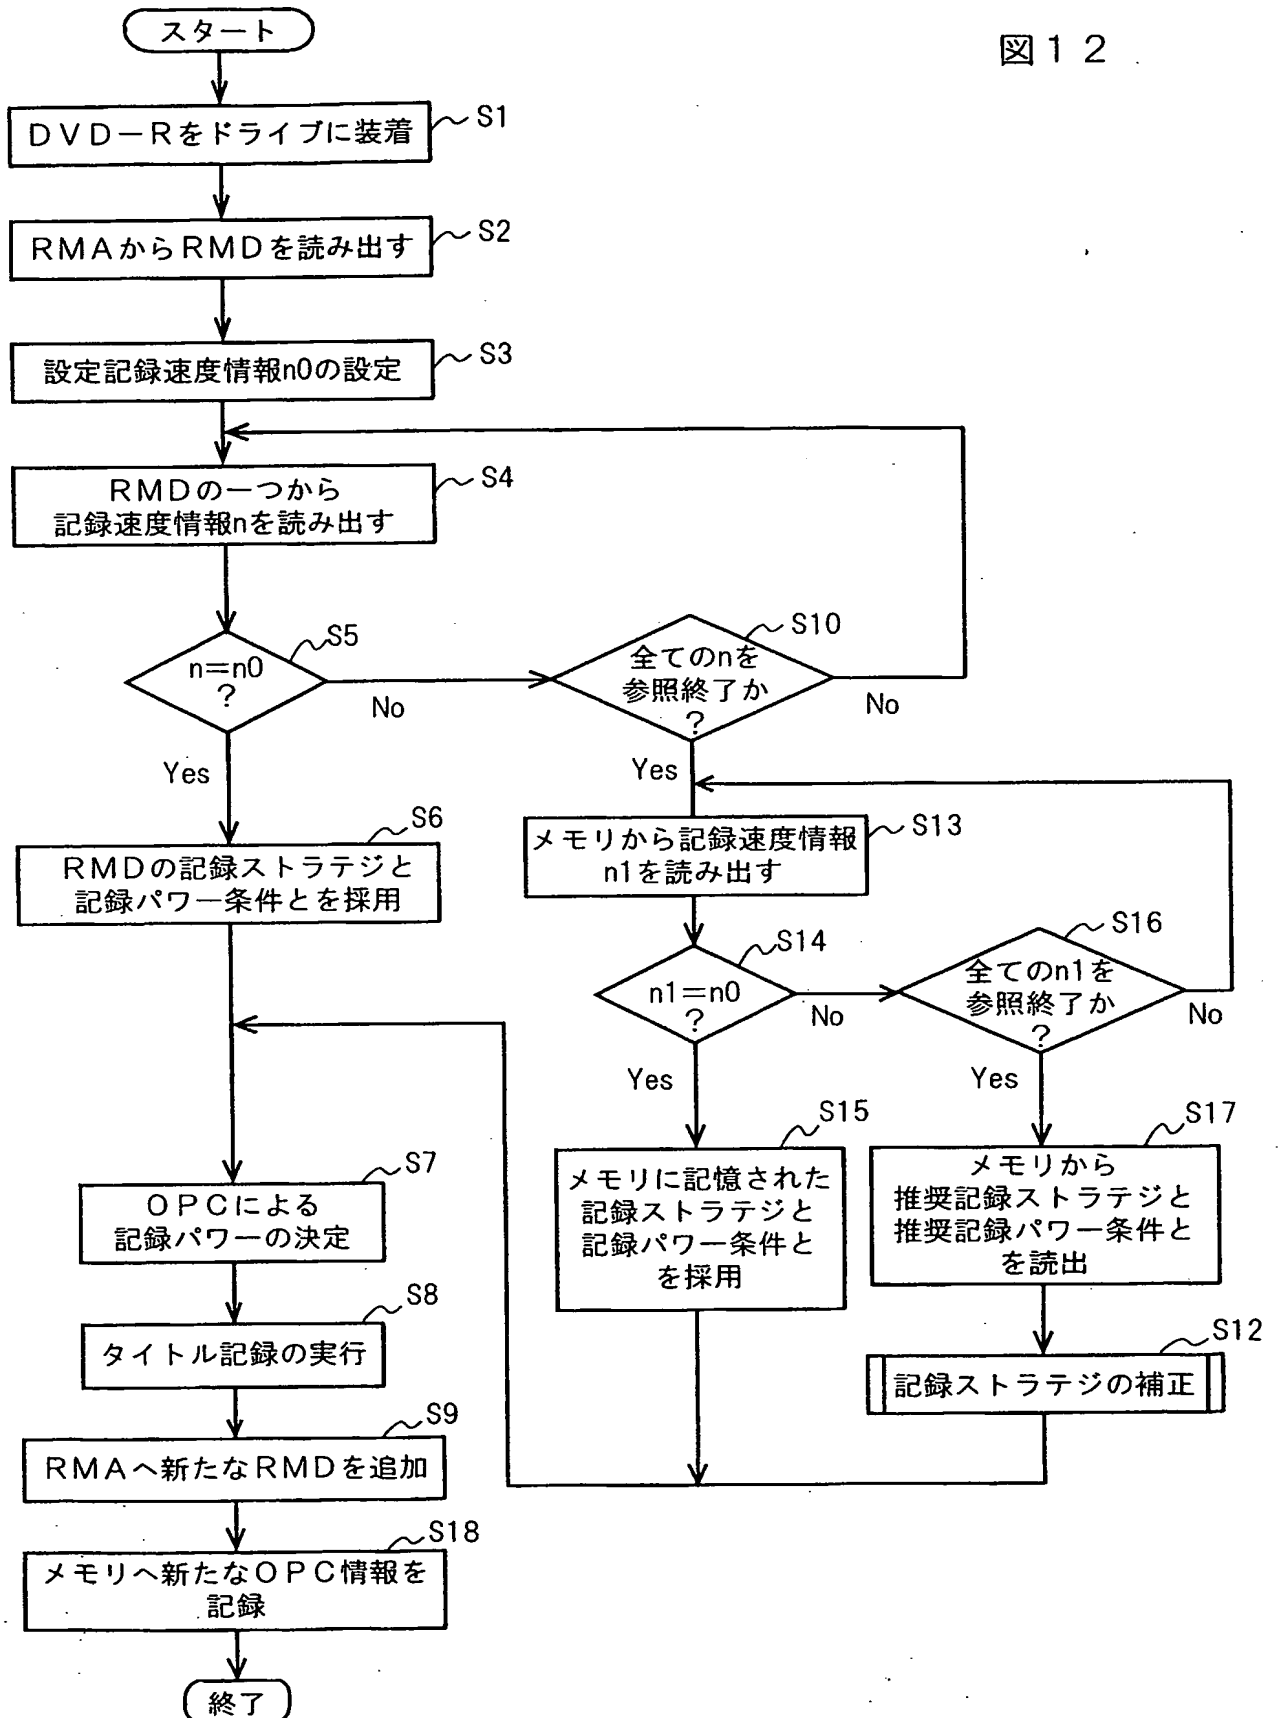 スタート
図12
DVD-Rをドライブに装着
S1
RMAからRMDを読み出す
S2
設定記録速度情報n0の設定
S3
RMDの一つから
記録速度情報nを読み出す
S4
n=n0
?
S5
No
Yes
全てのnを
参照終了か
?
S10
No
Yes
RMDの記録ストラテジと
記録パワー条件とを採用
S6
メモリから記録速度情報
n1を読み出す
S13
n1=n0
?
S14
No
Yes
全てのn1を
参照終了か
?
S16
No
Yes
メモリに記憶された
記録ストラテジと
記録パワー条件と
を採用
S15
メモリから
推奨記録ストラテジと
推奨記録パワー条件と
を読出
S17
記録ストラテジの補正
S12
OPCによる
記録パワーの決定
S7
タイトル記録の実行
S8
RMAへ新たなRMDを追加
S9
メモリへ新たなOPC情報を
記録
S18
終了